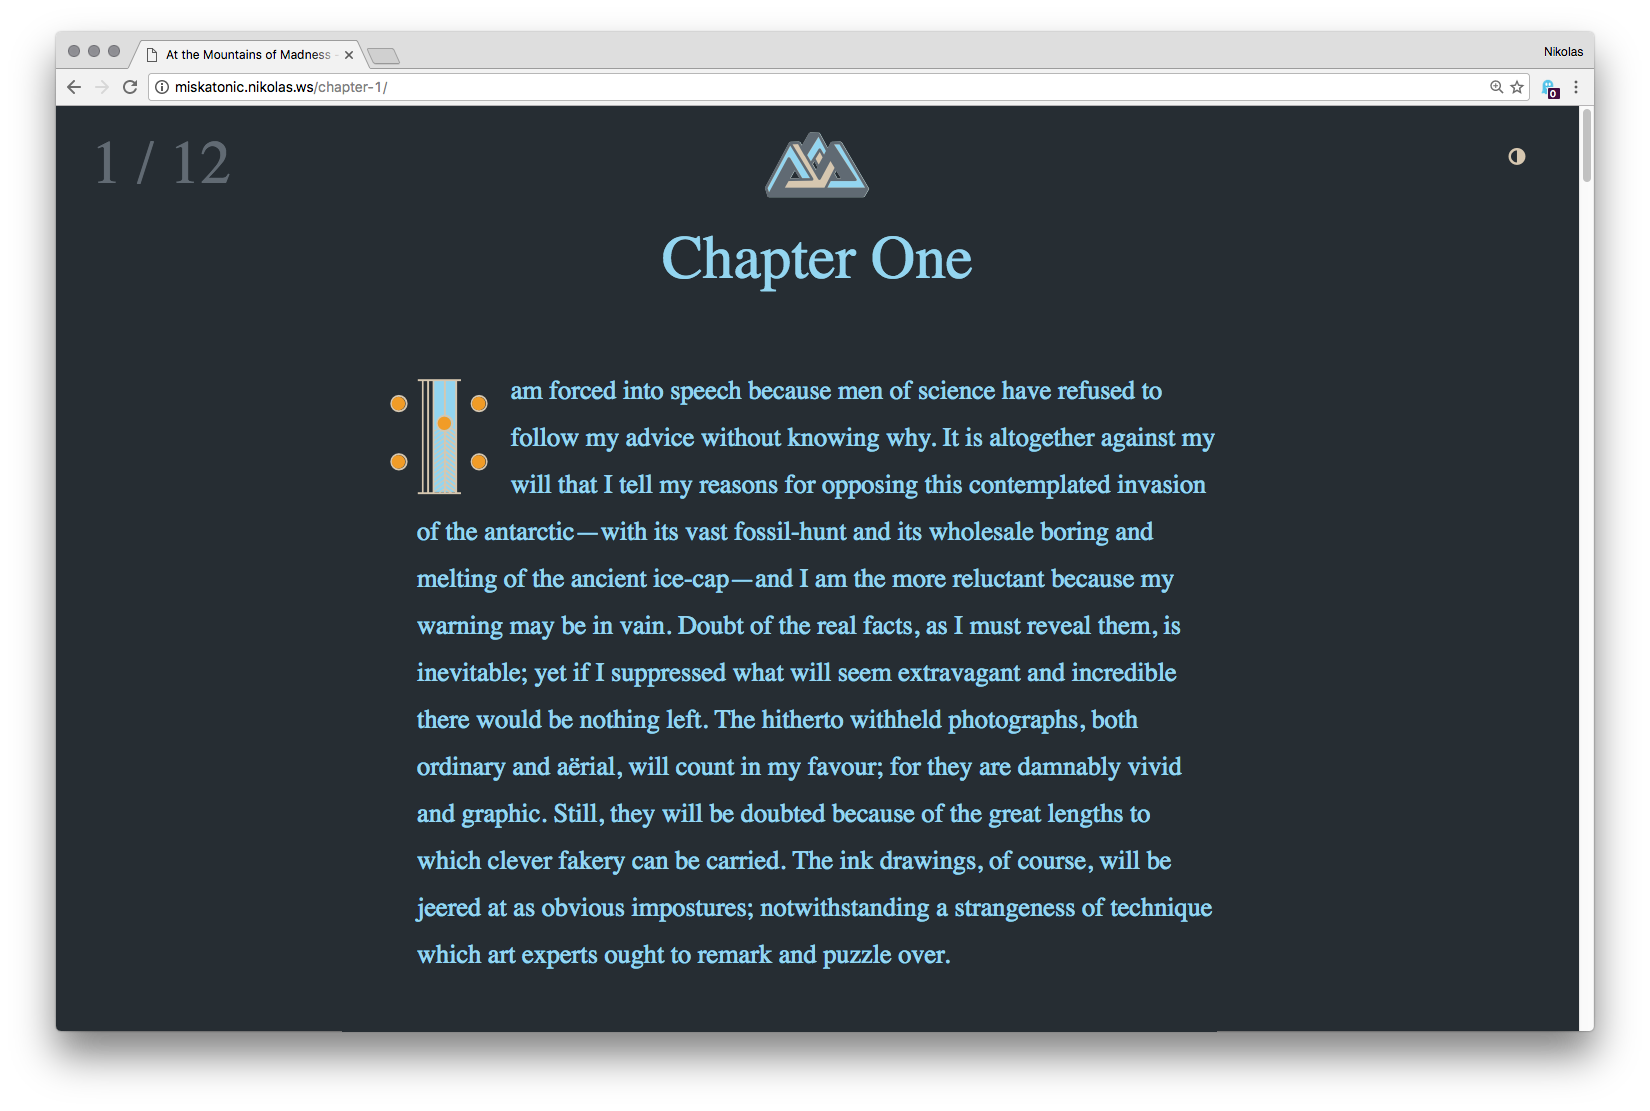 At the Mountains of Madness -
Nikolas
miskatonic.nikolas.ws/chapter-1/
0
1 / 12
Chapter One
I am forced into speech because men of science have refused to
follow my advice without knowing why. It is altogether against my
will that I tell my reasons for opposing this contemplated invasion
of the antarctic—with its vast fossil-hunt and its wholesale boring and
melting of the ancient ice-cap—and I am the more reluctant because my
warning may be in vain. Doubt of the real facts, as I must reveal them, is
inevitable; yet if I suppressed what will seem extravagant and incredible
there would be nothing left. The hitherto withheld photographs, both
ordinary and aërial, will count in my favour; for they are damnably vivid
and graphic. Still, they will be doubted because of the great lengths to
which clever fakery can be carried. The ink drawings, of course, will be
jeered at as obvious impostures; notwithstanding a strangeness of technique
which art experts ought to remark and puzzle over.